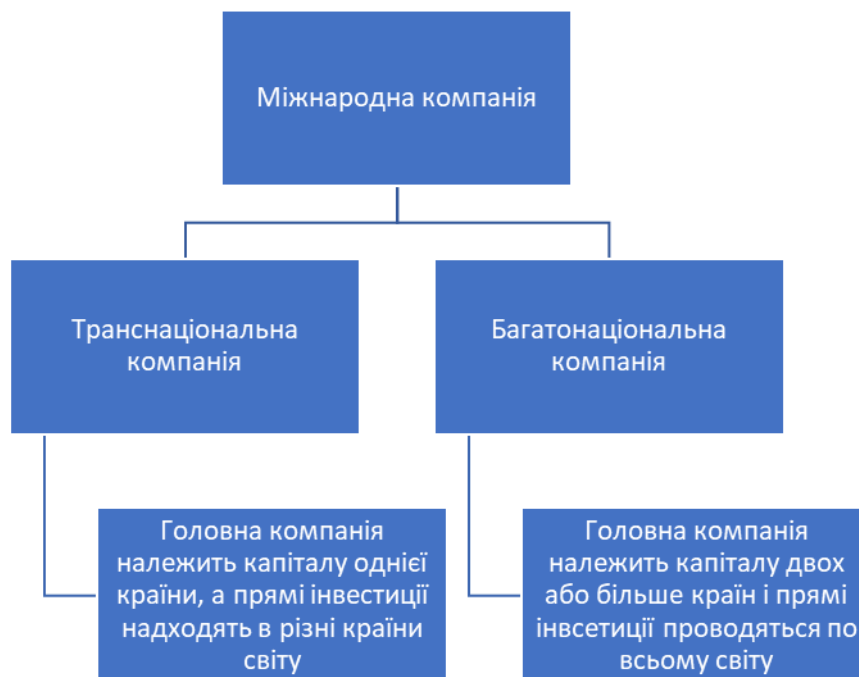 Міжнародна компанія
Транснаціональна
компанія
Багатонаціональна
компанія
Головна компанія
належить капіталу однієї
країни, а прямі інвестиції
надходять в різні країни
світу
Головна компанія
належить капіталу двох
або більше країн і прямі
інвсетиції проводяться по
всьому світу